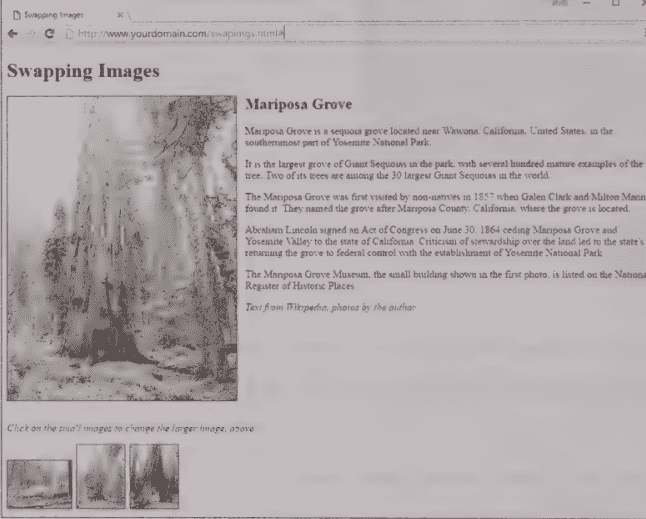 Swapping Images
http://www.yourdomain.com/swapimgs.html#
Swapping Images
Mariposa Grove
Mariposa Grove is a sequoia grove located near Wawona, California, United States, in the
southernmost part of Yosemite National Park.
It is the largest grove of Giant Sequoias in the park, with several hundred mature examples of the
tree. Two of its trees are among the 30 largest Giant Sequoias in the world.
The Mariposa Grove was first visited by non-natives in 1857 when Galen Clark and Milton Mann
found it. They named the grove after Mariposa County, California, where the grove is located.
Abraham Lincoln signed an Act of Congress on June 30, 1864 ceding Mariposa Grove and
Yosemite Valley to the state of California. Criticism of stewardship over the land led to the state's
returning the grove to federal control with the establishment of Yosemite National Park
The Mariposa Grove Museum, the small building shown in the first photo, is listed on the Nationa
Register of Historic Places
Text from Wikipedia, photos by the author
Click on the small images to change the larger image, above